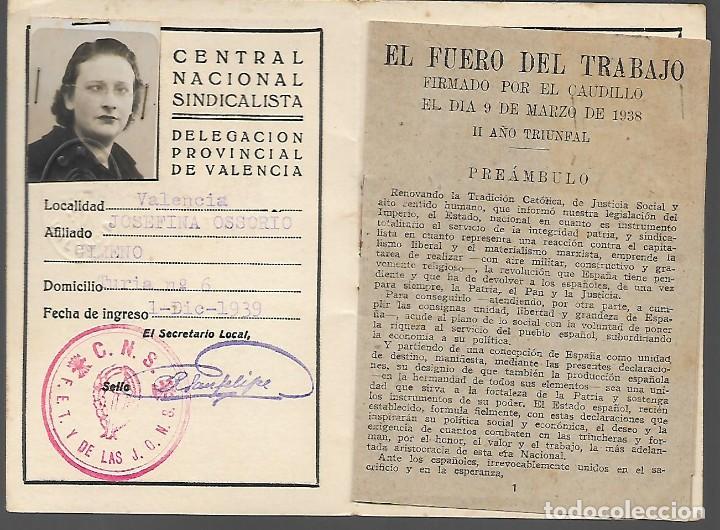 CENTRAL
NACIONAL
SINDICALISTA
DELEGACION
PROVINCIAL
DE VALENCIA
Localidad Valencia
Afiliado JOSEFINA OSSORIO
Domicilio Turia nº 6
Fecha de ingreso 1-Dic-1939
El Secretario Local,
Sello
C. N. S.
F. E. T. Y DE LAS J. O. N. S.
EL FUERO DEL TRABAJO
FIRMADO POR EL CAUDILLO
EL DIA 9 DE MARZO DE 1938
II AÑO TRIUNFAL
PREÁMBULO
Renovando la Tradición Católica, de Justicia Social y
alto sentido humano, que informó nuestra legislación del
Imperio, el Estado, nacional en cuanto es instrumento
totalitario al servicio de la integridad patria, y sindica-
lista en cuanto representa una reacción contra el capita-
lismo liberal y el materialismo marxista, emprende la
tarea de realizar —con aire militar, constructivo y gra-
vemente religioso—, la revolución que España tiene pen-
diente y que ha de devolver a los españoles, de una vez
para siempre, la Patria, el Pan y la Justicia.
Para conseguirlo —atendiendo, por otra parte, a cum-
plir las consignas unidad, libertad y grandeza de Espa-
ña—, acude al plano de lo social con la voluntad de poner
la riqueza al servicio del pueblo español, subordinando
la economía a su política.
Y partiendo de una concepción de España como unidad
de destino, manifiesta, mediante las presentes declaracio-
nes, su designio de que también la producción española
—en la hermandad de todos sus elementos— sea una uni-
dad que sirva a la fortaleza de la Patria y sostenga
los instrumentos de su poder. El Estado español, recién
establecido, formula fielmente, con estas declaraciones que
inspirarán su política social y económica, el deseo y la
exigencia de cuantos combaten en las trincheras y for-
man, por el honor, el valor y el trabajo, la más adelan-
tada aristocracia de esta era Nacional.
Ante los españoles, irrevocablemente unidos en el sa-
crificio y en la esperanza,
1
todocoleccion